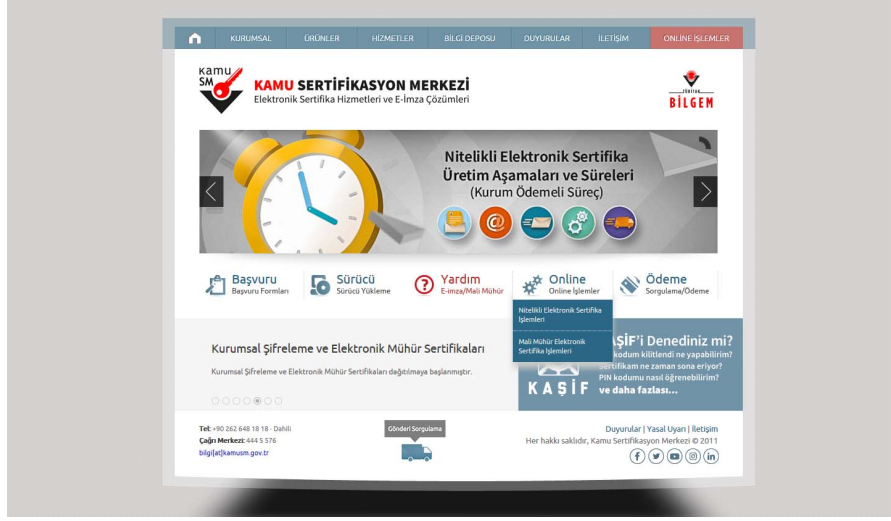 KURUMSAL
ÜRÜNLER
HİZMETLER
BİLGİ DEPOSU
DUYURULAR
İLETİŞİM
ONLİNE İŞLEMLER
Kamu
SM
KAMU SERTİFİKASYON MERKEZİ
Elektronik Sertifika Hizmetleri ve E-İmza Çözümleri
TÜBİTAK
BİLGEM
Nitelikli Elektronik Sertifika
Üretim Aşamaları ve Süreleri
(Kurum Ödemeli Süreç)
Başvuru
Başvuru Formları
Sürücü
Sürücü Yükleme
Yardım
E-imza/Mali Mühür
Online
Online İşlemler
Ödeme
Sorgulama/Ödeme
Nitelikli Elektronik Sertifika
İşlemleri
Mali Mühür Elektronik
Sertifika İşlemleri
Kurumsal Şifreleme ve Elektronik Mühür Sertifikaları
Kurumsal Şifreleme ve Elektronik Mühür Sertifikaları dağıtılmaya başlanmıştır.
AŞİF'i Denediniz mi?
kodum kilitlendi ne yapabilirim?
Sertifikam ne zaman sona eriyor?
PIN kodumu nasıl öğrenebilirim?
ve daha fazlası...
KAŞİF
Tel: +90 262 648 18 18 - Dahili
Çağrı Merkezi: 444 5 576
bilgi[at]kamusm.gov.tr
Gönderi Sorgulama
Duyurular | Yasal Uyarı | İletişim
Her hakkı saklıdır, Kamu Sertifikasyon Merkezi © 2011